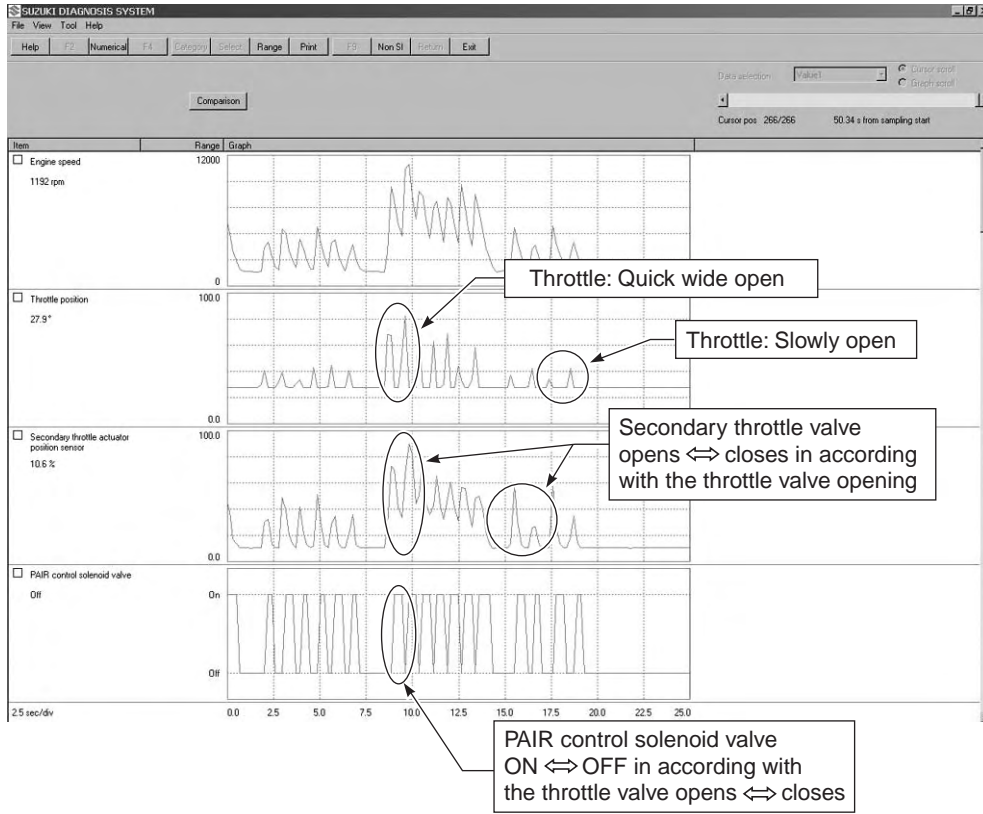 SUZUKI DIAGNOSIS SYSTEM
File View Tool Help
Help F2 Numerical F4 Category Select Range Print F9 Non SI Return Exit
Data selection Value1 Cursor scroll
Graph scroll
Comparison
Cursor pos 266/266 50.34 s from sampling start
Item Range Graph
Engine speed 12000
1192 rpm
0
Throttle: Quick wide open
Throttle position 100.0
27.9°
Throttle: Slowly open
0.0
Secondary throttle actuator 100.0
position sensor
10.6 %
Secondary throttle valve
opens ⇔ closes in according
with the throttle valve opening
0.0
PAIR control solenoid valve
Off On
Off
2.5 sec/div 0.0 2.5 5.0 7.5 10.0 12.5 15.0 17.5 20.0 22.5 25.0
PAIR control solenoid valve
ON ⇔ OFF in according with
the throttle valve opens ⇔ closes